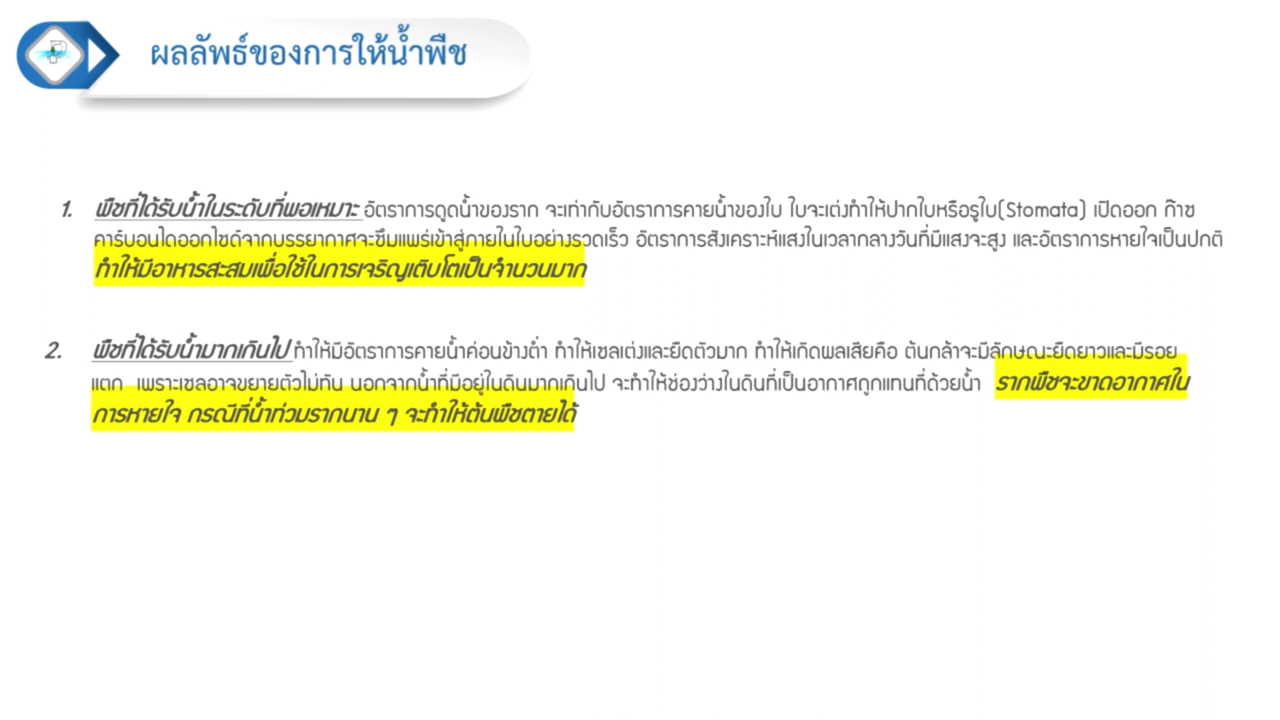 ผลลัพธ์ของการให้น้ำพืช
1. พืชที่ได้รับน้ำในระดับที่พอเหมาะ อัตราการดูดน้ำของราก จะเท่ากับอัตราการคายน้ำของใบ ใบจะเต่งทำให้ปากใบหรือรูใบ(Stomata) เปิดออก ก๊าซ
คาร์บอนไดออกไซด์จากบรรยากาศจะซึมแพร่เข้าสู่ภายในใบอย่างรวดเร็ว อัตราการสังเคราะห์แสงในเวลากลางวันที่มีแสงจะสูง และอัตราการหายใจเป็นปกติ
ทำให้มีอาหารสะสมเพื่อใช้ในการเจริญเติบโตเป็นจำนวนมาก
2. พืชที่ได้รับน้ำมากเกินไป ทำให้มีอัตราการคายน้ำค่อนข้างต่ำ ทำให้เซลเต่งและยืดตัวมาก ทำให้เกิดผลเสียคือ ต้นกล้าจะมีลักษณะยืดยาวและมีรอย
แตก เพราะเซลอาจขยายตัวไม่ทัน นอกจากน้ำที่มีอยู่ในดินมากเกินไป จะทำให้ช่องว่างในดินที่เป็นอากาศถูกแทนที่ด้วยน้ำ รากพืชจะขาดอากาศใน
การหายใจ กรณีที่น้ำท่วมรากนาน ๆ จะทำให้ต้นพืชตายได้